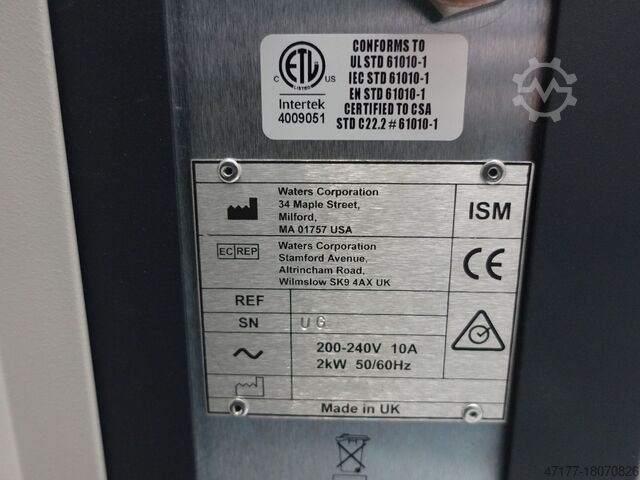 CONFORMS TO
UL STD 61010-1
IEC STD 61010-1
EN STD 61010-1
CERTIFIED TO CSA
STD C22.2 # 61010-1
ETL
LISTED
C US
Intertek
4009051
Waters Corporation
34 Maple Street,
Milford,
MA 01757 USA
ISM
EC REP
Waters Corporation
Stamford Avenue,
Altrincham Road,
Wilmslow SK9 4AX UK
CE
REF
SN UG
200-240V 10A
2kW 50/60Hz
Made in UK
47177-18070826